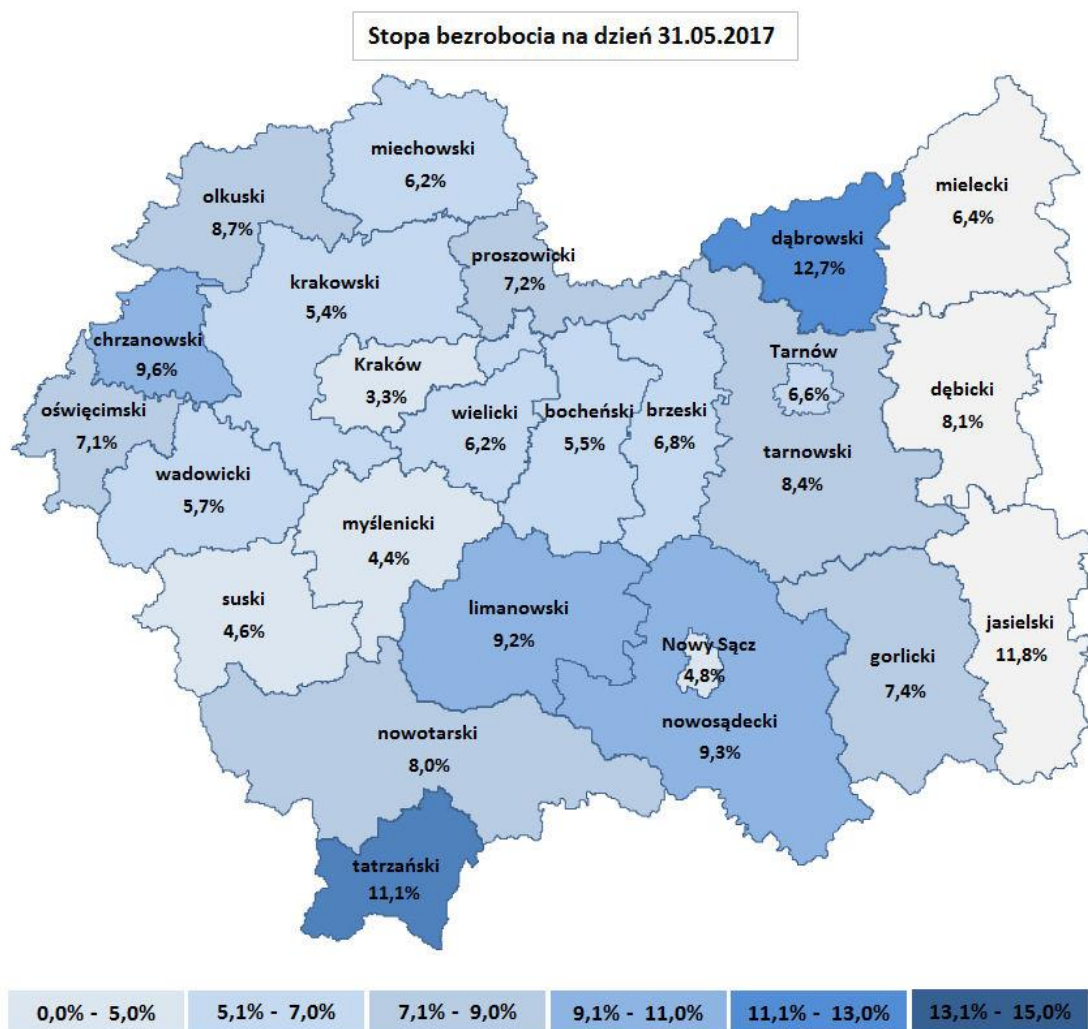 Stopa bezrobocia na dzień 31.05.2017
miechowski
6,2%
olkuski
8,7%
mielecki
6,4%
dąbrowski
12,7%
proszowicki
7,2%
krakowski
5,4%
chrzanowski
9,6%
Kraków
3,3%
Tarnów
6,6%
dębicki
8,1%
oświęcimski
7,1%
wielicki
6,2%
bocheński
5,5%
brzeski
6,8%
tarnowski
8,4%
wadowicki
5,7%
myślenicki
4,4%
suski
4,6%
limanowski
9,2%
jasielski
11,8%
Nowy Sącz
4,8%
gorlicki
7,4%
nowosądecki
9,3%
nowotarski
8,0%
tatrzański
11,1%
0,0% - 5,0%
5,1% - 7,0%
7,1% - 9,0%
9,1% - 11,0%
11,1% - 13,0%
13,1% - 15,0%